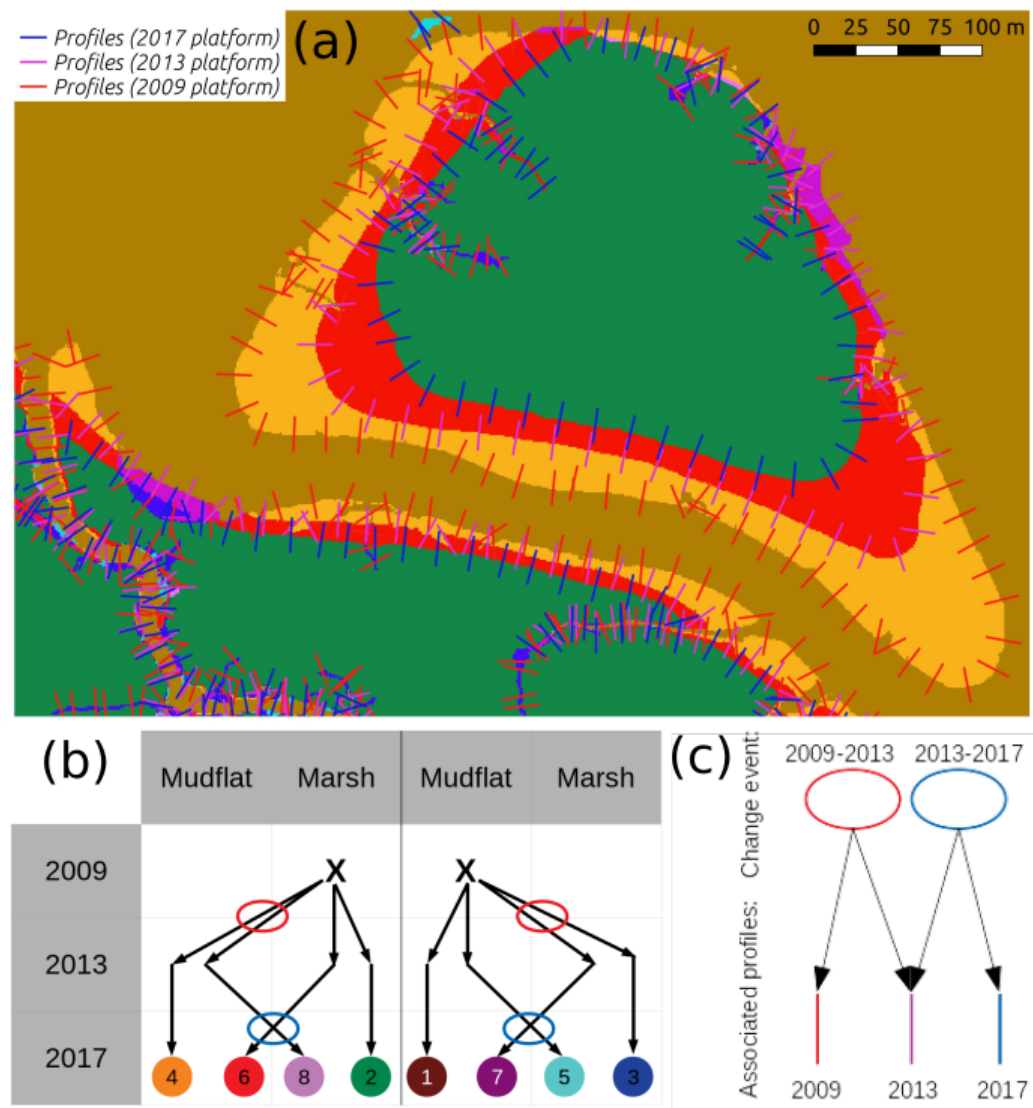 Profiles (2017 platform)
Profiles (2013 platform)
Profiles (2009 platform)
(a)
0 25 50 75 100 m
(b)
Mudflat Marsh Mudflat Marsh
2009 X X
2013
2017
4 6 8 2 1 7 5 3
(c)
Change event:
2009-2013 2013-2017
Associated profiles:
2009 2013 2017